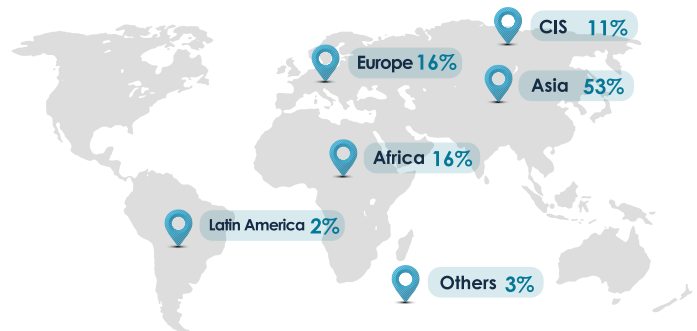 CIS 11%
Europe 16%
Asia 53%
Africa 16%
Latin America 2%
Others 3%